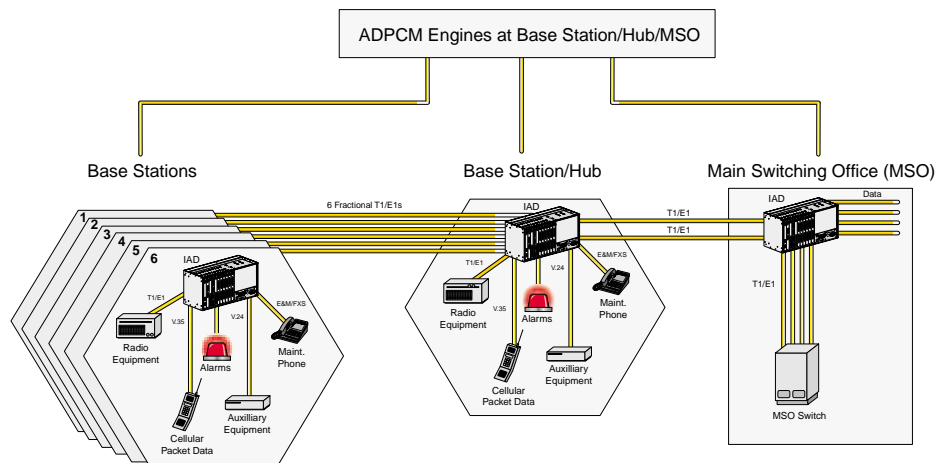 ADPCM Engines at Base Station/Hub/MSO
Base Stations
Base Station/Hub
Main Switching Office (MSO)
1
2
3
4
5
6
6 Fractional T1/E1s
IAD
T1/E1
E&M/FXS
V.35
V.24
Radio
Equipment
Alarms
Maint.
Phone
Cellular
Packet Data
Auxilliary
Equipment
IAD
T1/E1
T1/E1
T1/E1
E&M/FXS
V.35
V.24
Radio
Equipment
Alarms
Maint.
Phone
Cellular
Packet Data
Auxilliary
Equipment
IAD
Data
T1/E1
MSO Switch